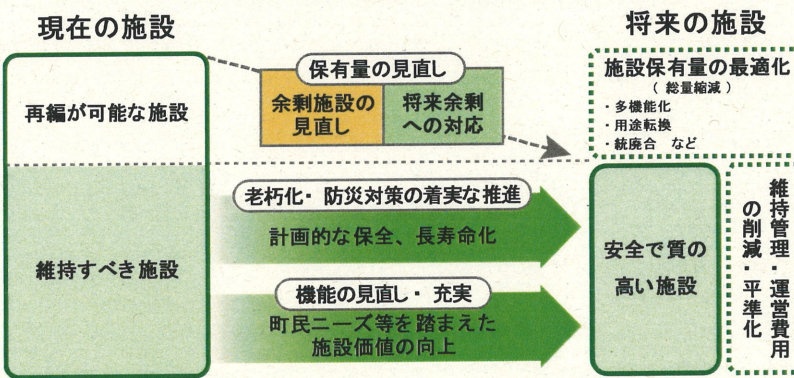 現在の施設
将来の施設
再編が可能な施設
維持すべき施設
保有量の見直し
余剰施設の
見直し
将来余剰
への対応
老朽化・防災対策の着実な推進
計画的な保全、長寿命化
機能の見直し・充実
町民ニーズ等を踏まえた
施設価値の向上
施設保有量の最適化
(総量縮減)
・多機能化
・用途転換
・統廃合 など
安全で質の
高い施設
維持管理・運営費用
の削減・平準化